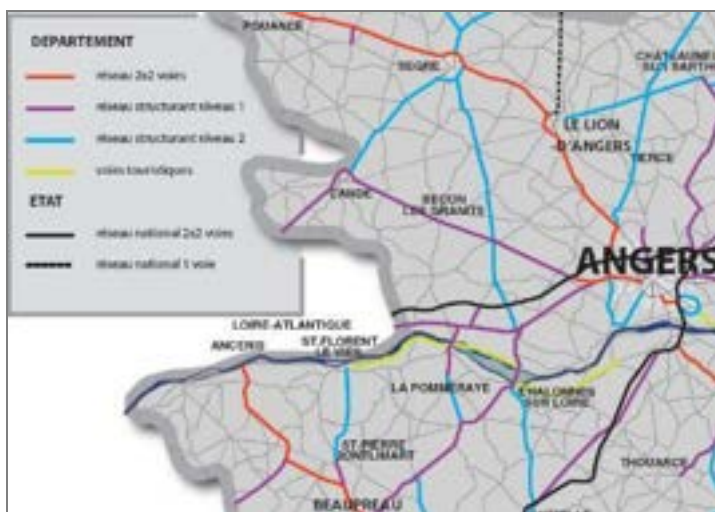 DEPARTEMENT
réseau 2x2 voies
réseau structurant niveau 1
réseau structurant niveau 2
voies touristiques
ETAT
réseau national 2x2 voies
réseau national 1 voie
POUANCE
SEGRE
CHATEAUNEUF
SUR SARTHE
LE LION
D'ANGERS
TIERCE
CANDE
BECON
LES GRANITS
ANGERS
LOIRE-ATLANTIQUE
ANCENIS
ST.FLORENT
LE VIEIL
LA POMMERAYE
CHALONNES
SUR LOIRE
ST.PIERRE
MONTLIMART
THOUARCE
BEAUPREAU